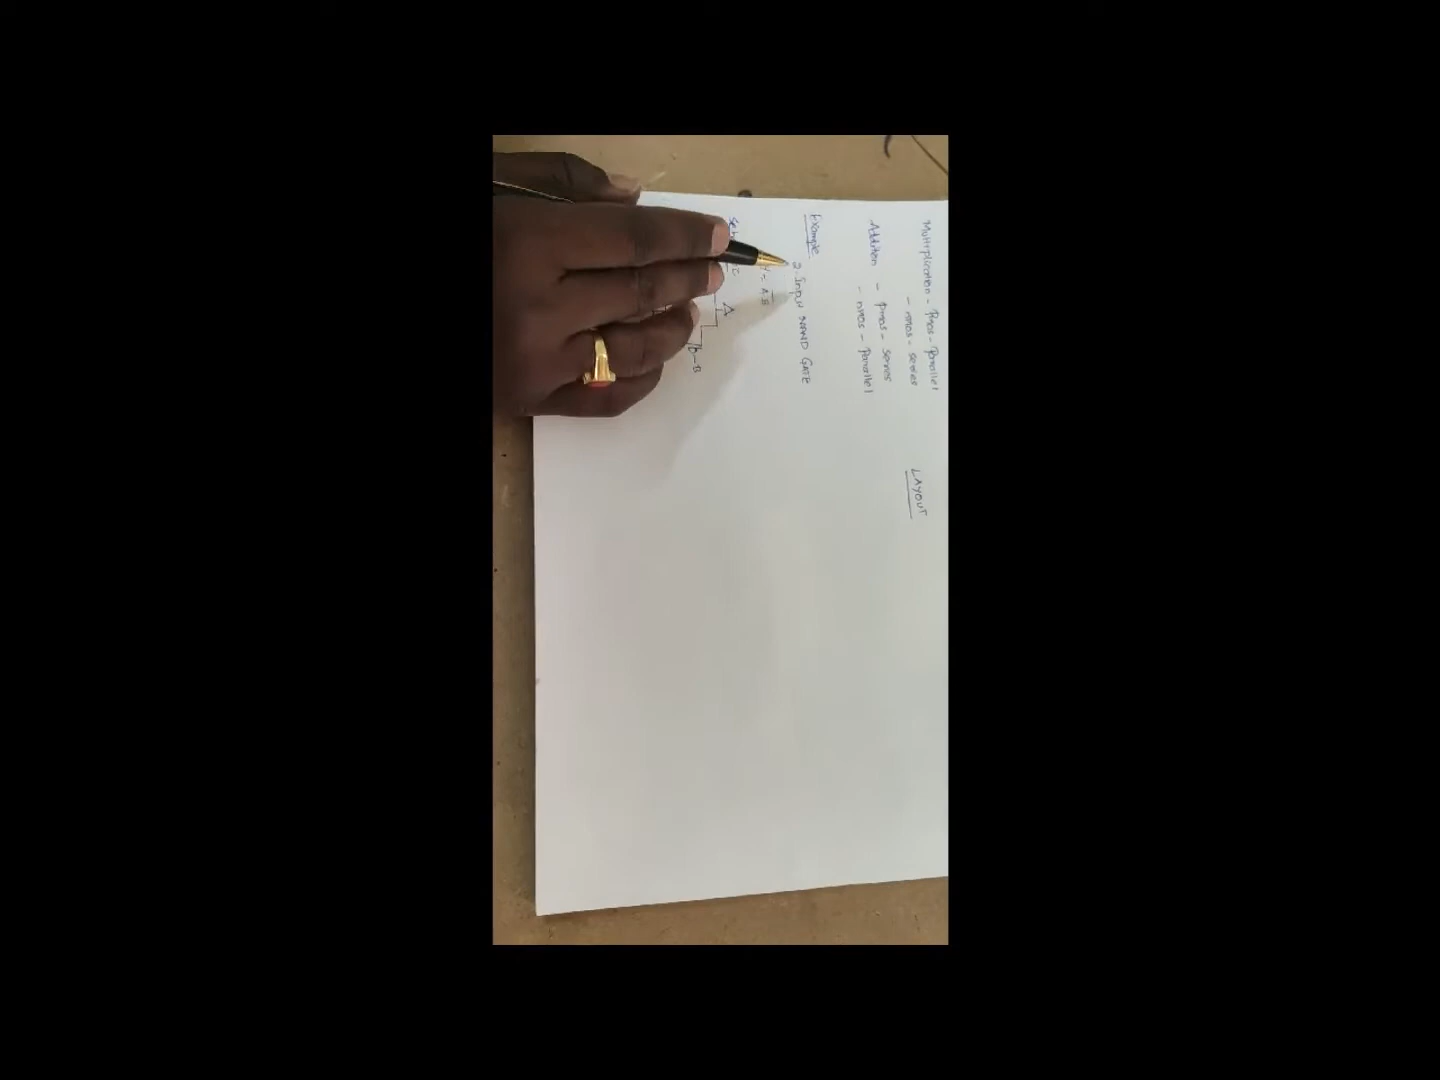 Multiplication - Pmos - Parallel
- nmos - series
Addition - Pmos - series
- nmos - Parallel
Example
2-Input NAND GATE
Y =
B
LAYOUT